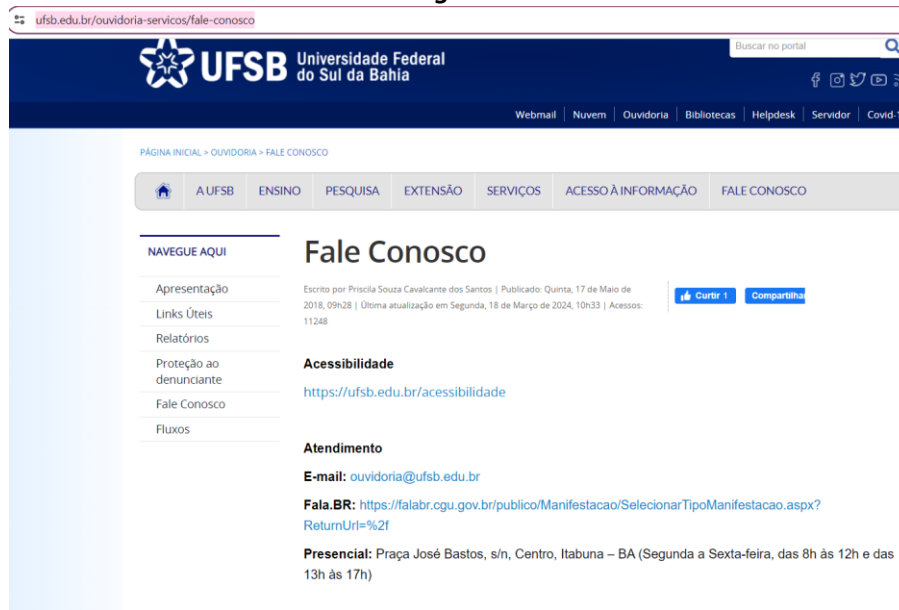 ufsb.edu.br/ouvidoria-servicos/fale-conosco
UFSB Universidade Federal
do Sul da Bahia
Buscar no portal
Webmail Nuvem Ouvidoria Bibliotecas Helpdesk Servidor Covid-1
PÁGINA INICIAL > OUVIDORIA > FALE CONOSCO
A UFSB ENSINO PESQUISA EXTENSÃO SERVIÇOS ACESSO À INFORMAÇÃO FALE CONOSCO
NAVEGUE AQUI
Apresentação
Links Úteis
Relatórios
Proteção ao
denunciante
Fale Conosco
Fluxos
Fale Conosco
Escrito por Priscila Souza Cavalcante dos Santos | Publicado: Quinta, 17 de Maio de
2018, 09h28 | Última atualização em Segunda, 18 de Março de 2024, 10h33 | Acessos:
11248
Curtir 1 Compartilha
Acessibilidade
https://ufsb.edu.br/acessibilidade
Atendimento
E-mail: ouvidoria@ufsb.edu.br
Fala.BR: https://falabr.cgu.gov.br/publico/Manifestacao/SelecionarTipoManifestacao.aspx?
ReturnUrl=%2f
Presencial: Praça José Bastos, s/n, Centro, Itabuna – BA (Segunda a Sexta-feira, das 8h às 12h e das
13h às 17h)